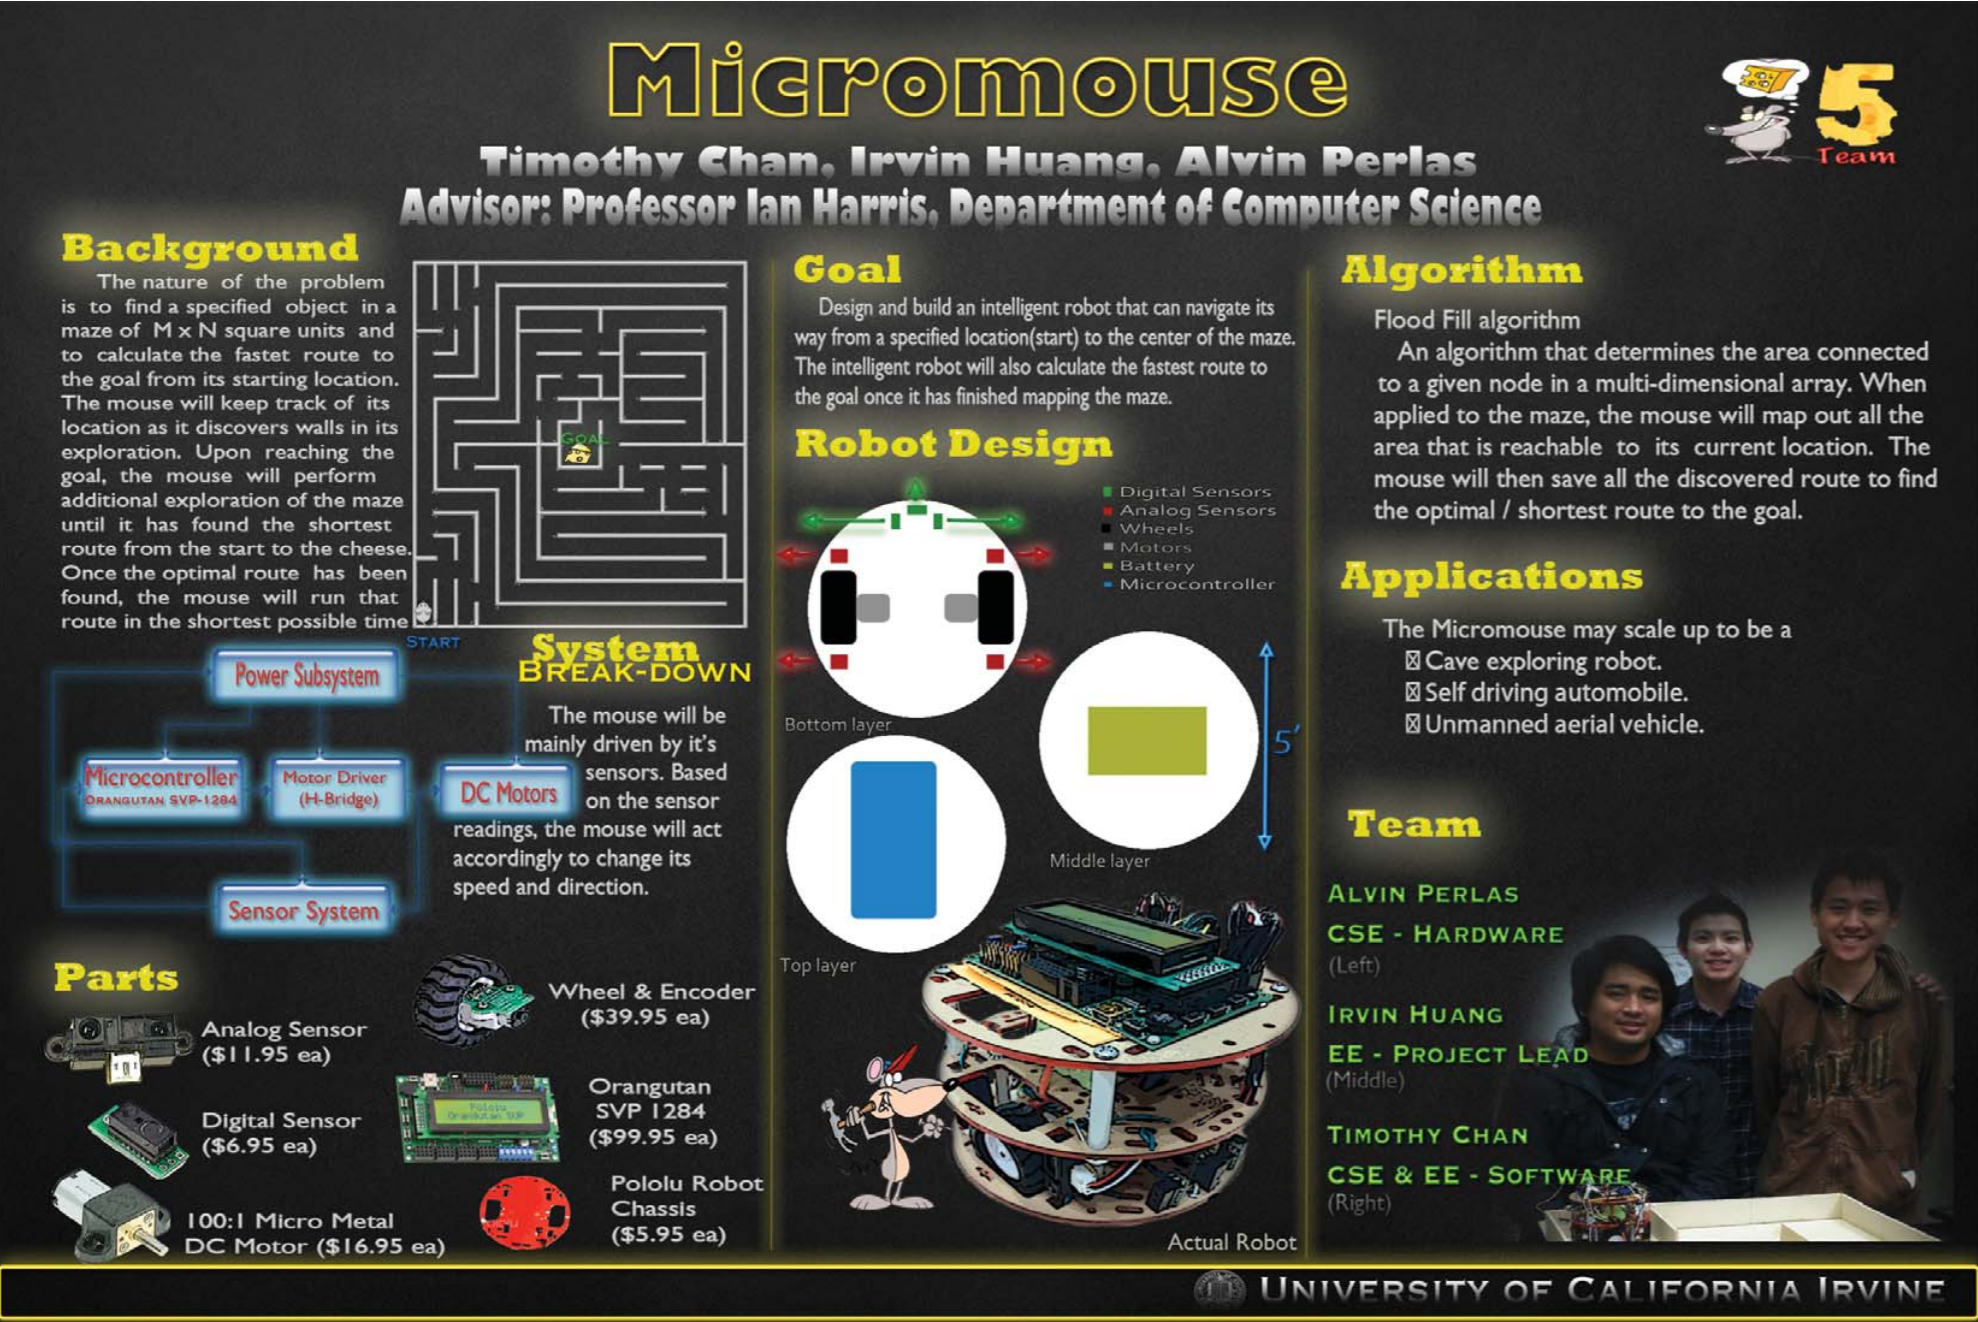 Micromouse
5
Team
Timothy Chan, Irvin Huang, Alvin Perlas
Advisor: Professor Ian Harris, Department of Computer Science
Background
The nature of the problem
is to find a specified object in a
maze of M x N square units and
to calculate the fastet route to
the goal from its starting location.
The mouse will keep track of its
location as it discovers walls in its
exploration. Upon reaching the
goal, the mouse will perform
additional exploration of the maze
until it has found the shortest
route from the start to the cheese.
Once the optimal route has been
found, the mouse will run that
route in the shortest possible time
GOAL
START
System
BREAK-DOWN
Power Subsystem
Microcontroller
ORANGUTAN SVP-1284
Motor Driver
(H-Bridge)
DC Motors
Sensor System
The mouse will be
mainly driven by it's
sensors. Based
on the sensor
readings, the mouse will act
accordingly to change its
speed and direction.
Parts
Analog Sensor
($11.95 ea)
Digital Sensor
($6.95 ea)
100:1 Micro Metal
DC Motor ($16.95 ea)
Wheel & Encoder
($39.95 ea)
Pololu
Orangutan SVP
Orangutan
SVP 1284
($99.95 ea)
Pololu Robot
Chassis
($5.95 ea)
Goal
Design and build an intelligent robot that can navigate its
way from a specified location(start) to the center of the maze.
The intelligent robot will also calculate the fastest route to
the goal once it has finished mapping the maze.
Robot Design
Digital Sensors
Analog Sensors
Wheels
Motors
Battery
Microcontroller
Bottom layer
5'
Middle layer
Top layer
Actual Robot
Algorithm
Flood Fill algorithm
An algorithm that determines the area connected
to a given node in a multi-dimensional array. When
applied to the maze, the mouse will map out all the
area that is reachable to its current location. The
mouse will then save all the discovered route to find
the optimal / shortest route to the goal.
Applications
The Micromouse may scale up to be a
Cave exploring robot.
Self driving automobile.
Unmanned aerial vehicle.
Team
ALVIN PERLAS
CSE - HARDWARE
(Left)
IRVIN HUANG
EE - PROJECT LEAD
(Middle)
TIMOTHY CHAN
CSE & EE - SOFTWARE
(Right)
UNIVERSITY OF CALIFORNIA IRVINE